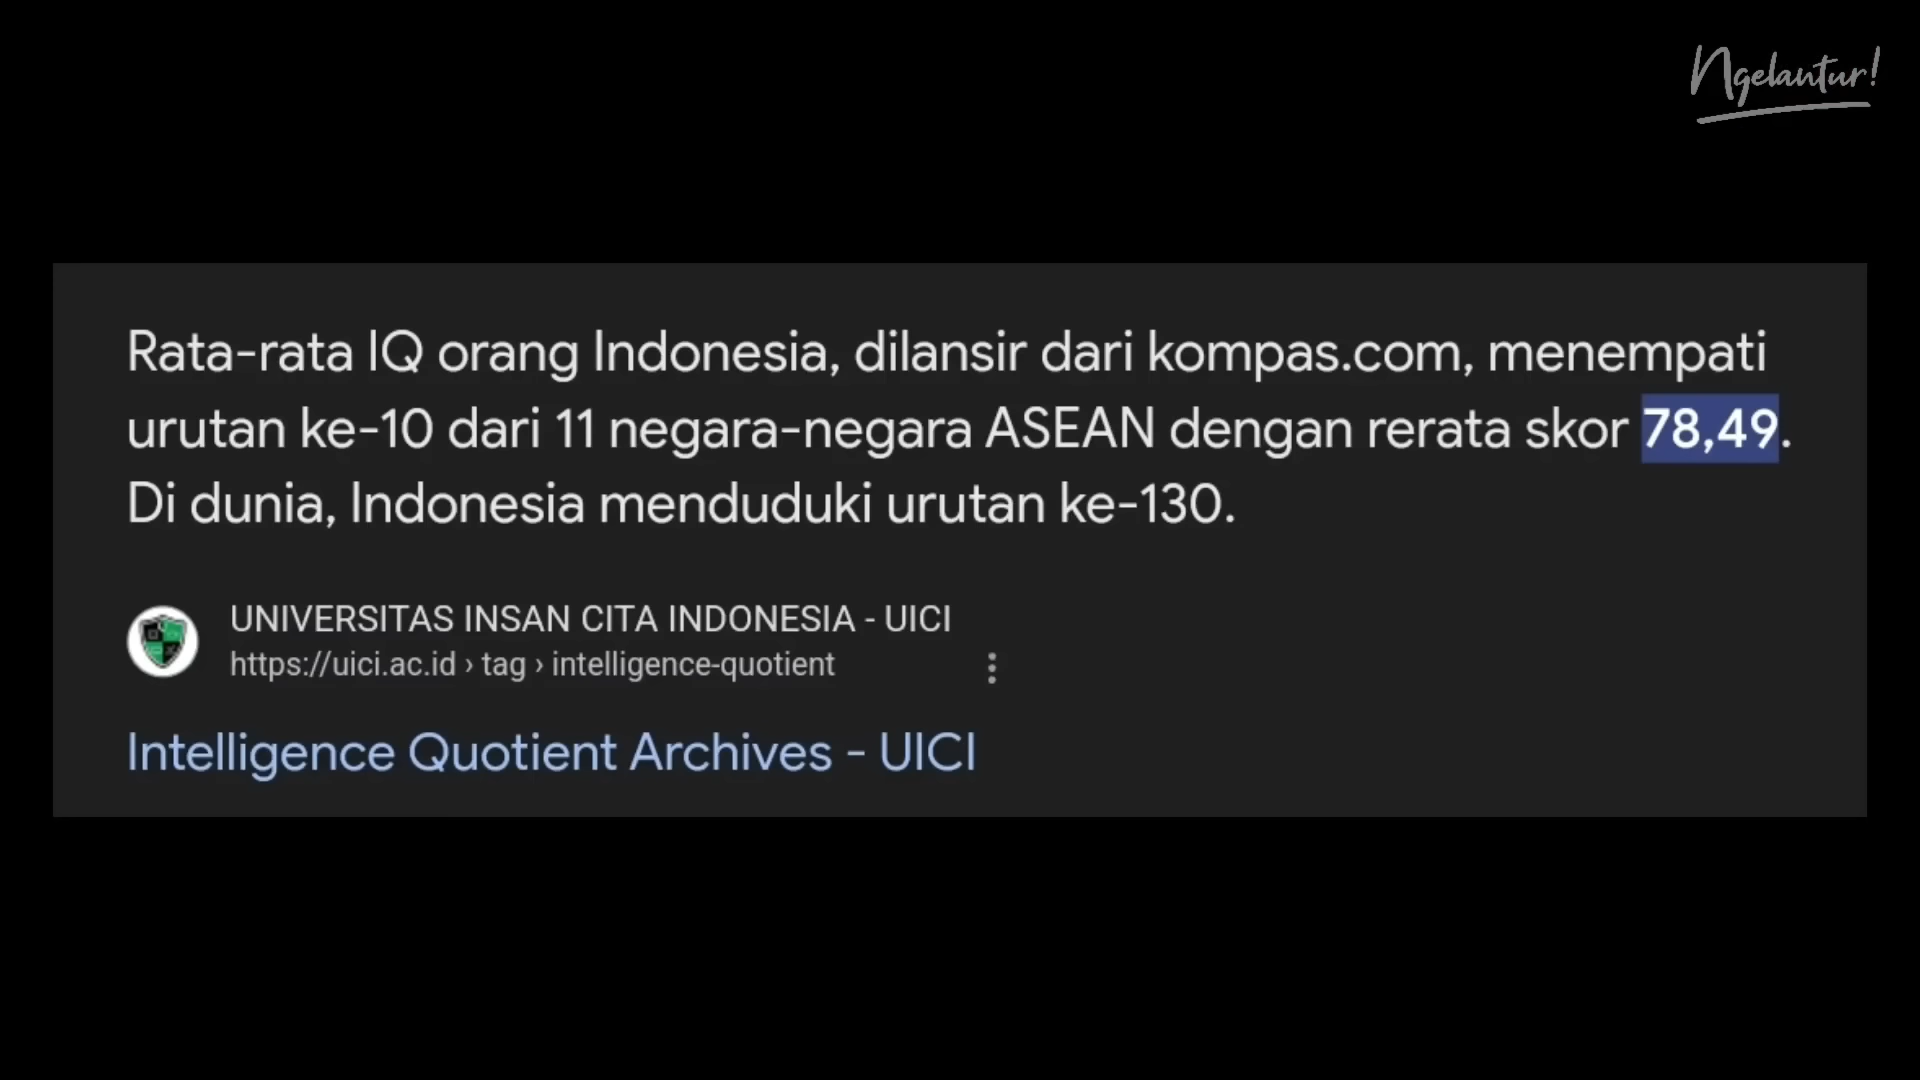 Ngelantur!
Rata-rata IQ orang Indonesia, dilansir dari kompas.com, menempati
urutan ke-10 dari 11 negara-negara ASEAN dengan rerata skor 78,49.
Di dunia, Indonesia menduduki urutan ke-130.
UNIVERSITAS INSAN CITA INDONESIA - UICI
https://uici.ac.id › tag › intelligence-quotient
Intelligence Quotient Archives - UICI